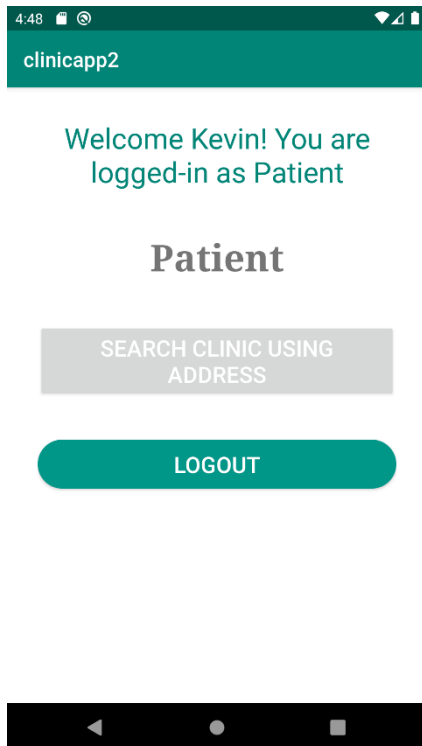 4:48
clinicapp2
Welcome Kevin! You are
logged-in as Patient
Patient
SEARCH CLINIC USING
ADDRESS
LOGOUT